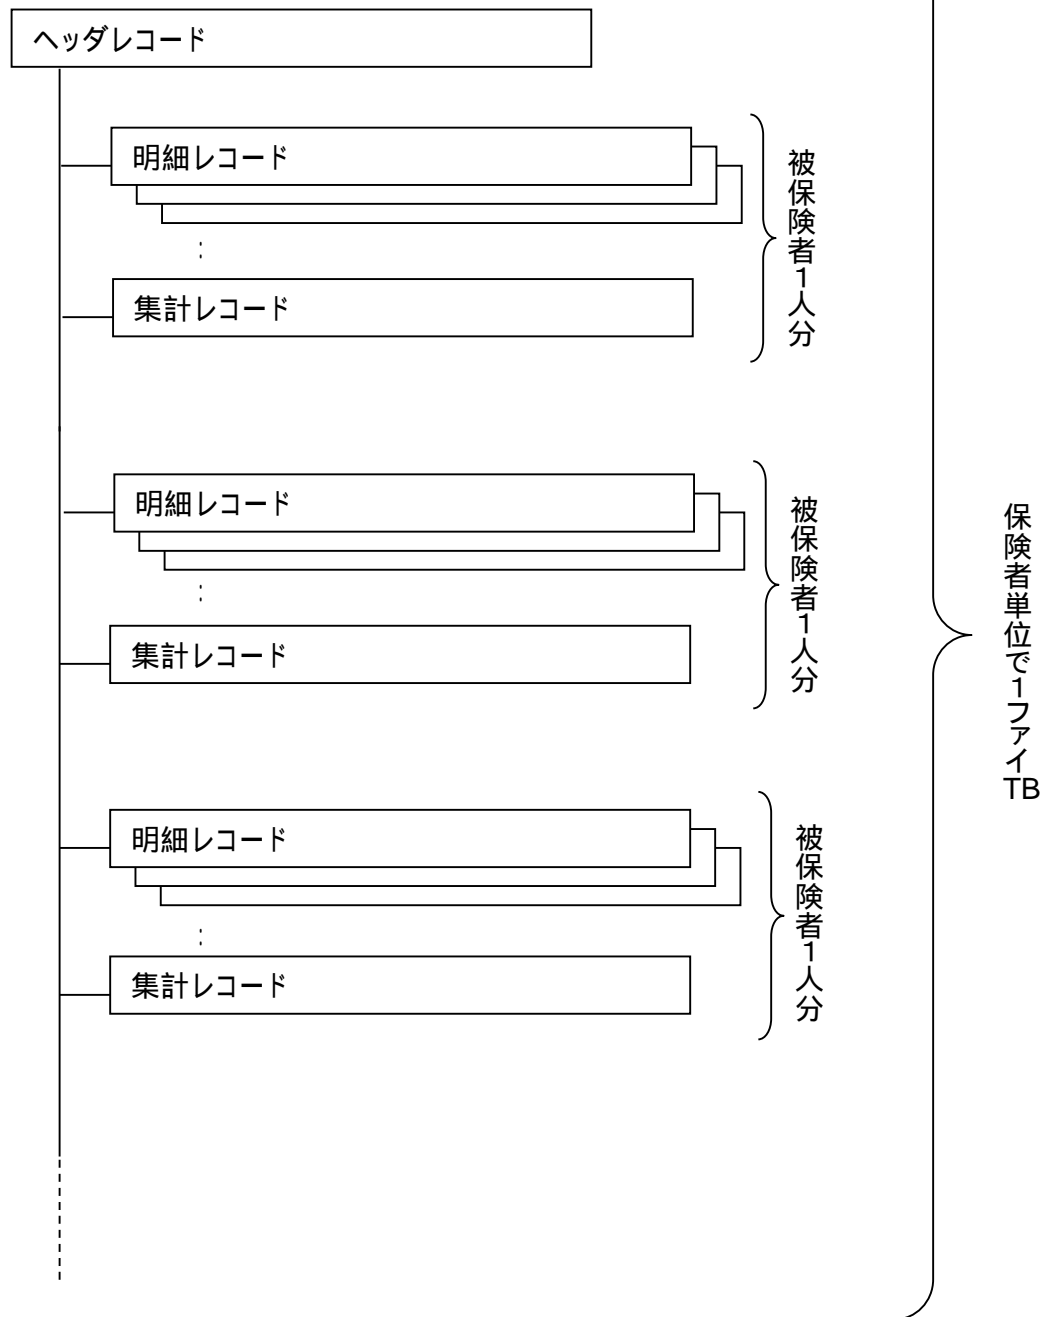 ヘッダレコード
明細レコード
:
集計レコード
被保険者1人分
明細レコード
:
集計レコード
被保険者1人分
明細レコード
:
集計レコード
被保険者1人分
保険者単位で1ファイTB